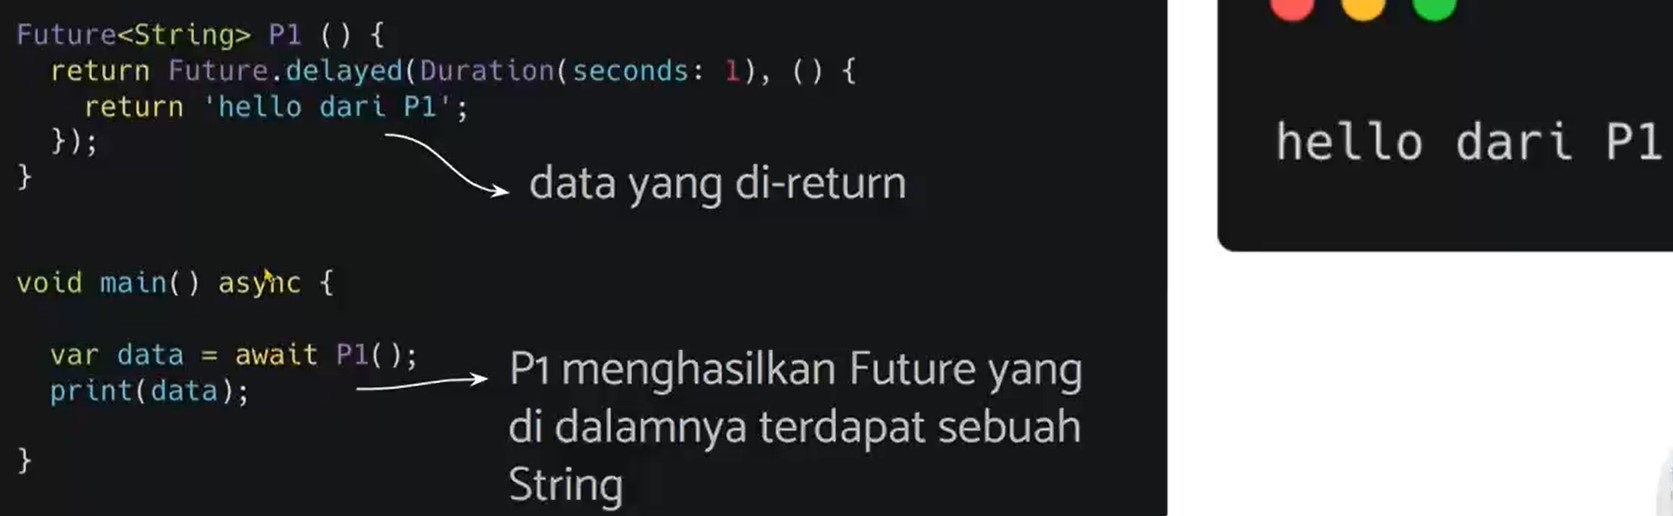 Future<String> P1 () {
return Future.delayed(Duration(seconds: 1), () {
return 'hello dari P1';
});
}
data yang di-return
void main() async {
var data = await P1();
print(data);
}
P1 menghasilkan Future yang
di dalamnya terdapat sebuah
String
hello dari P1